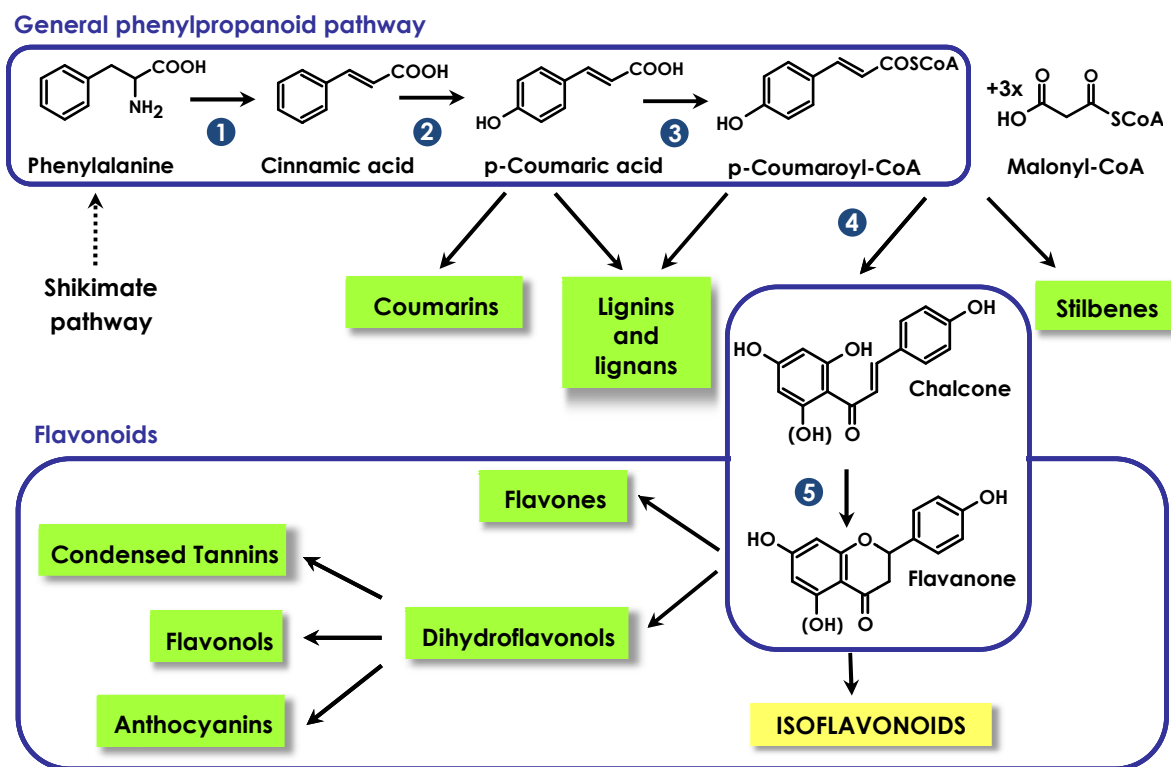 General phenylpropanoid pathway
COOH
NH2
Phenylalanine
1
COOH
Cinnamic acid
2
COOH
HO
p-Coumaric acid
3
COSCoA
HO
p-Coumaroyl-CoA
+3x
O
O
HO
SCoA
Malonyl-CoA
4
Shikimate
pathway
Coumarins
Lignins
and
lignans
Stilbenes
OH
HO
OH
(OH)
O
Chalcone
Flavonoids
5
OH
HO
O
(OH)
O
Flavanone
Flavones
Condensed Tannins
Flavonols
Dihydroflavonols
Anthocyanins
ISOFLAVONOIDS